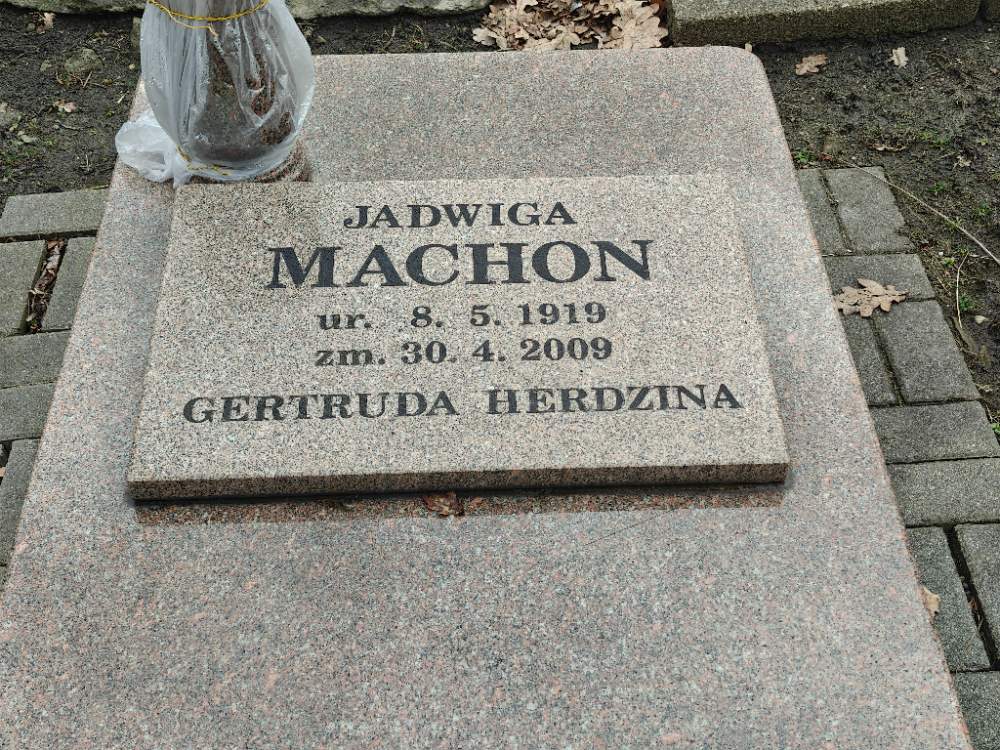 JADWIGA
MACHON
ur. 8. 5. 1919
zm. 30. 4. 2009
GERTRUDA HERDZINA